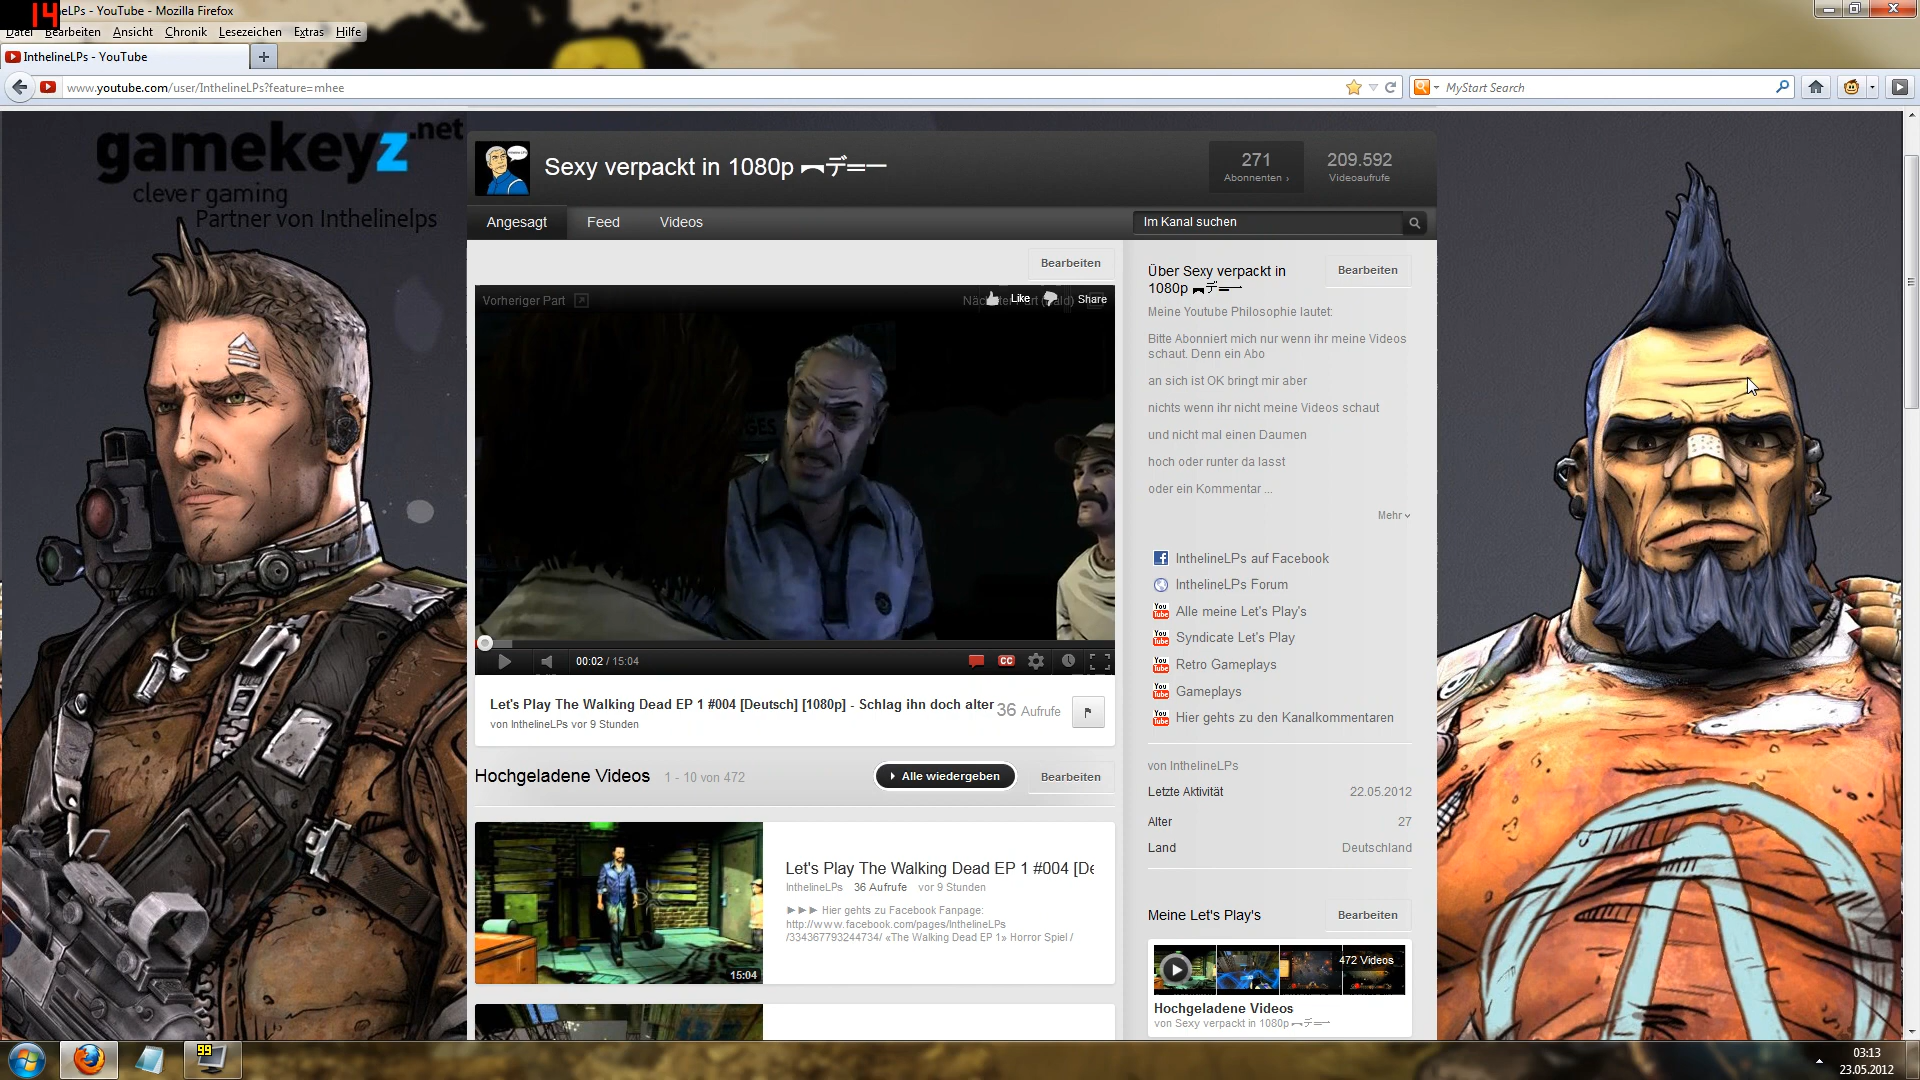 14
eLPs - YouTube - Mozilla Firefox
Datei Bearbeiten Ansicht Chronik Lesezeichen Extras Hilfe
InthelineLPs - YouTube
www.youtube.com/user/InthelineLPs?feature=mhee
MyStart Search
gamekeyz.net
clever gaming
Partner von Inthelinelps
Sexy verpackt in 1080p ︻デ═一
271
Abonnenten ›
209.592
Videoaufrufe
Angesagt Feed Videos
Im Kanal suchen
Bearbeiten
Vorheriger Part
Like
Share
00:02 / 15:04
CC
Let's Play The Walking Dead EP 1 #004 [Deutsch] [1080p] - Schlag ihn doch alter
von InthelineLPs vor 9 Stunden
36 Aufrufe
Hochgeladene Videos 1 - 10 von 472
Alle wiedergeben
Bearbeiten
15:04
Let's Play The Walking Dead EP 1 #004 [De
InthelineLPs 36 Aufrufe vor 9 Stunden
►►► Hier gehts zu Facebook Fanpage:
http://www.facebook.com/pages/InthelineLPs
/334367793244734/ «The Walking Dead EP 1» Horror Spiel /
Über Sexy verpackt in
1080p ︻デ═一
Bearbeiten
Meine Youtube Philosophie lautet:
Bitte Abonniert mich nur wenn ihr meine Videos
schaut. Denn ein Abo
an sich ist OK bringt mir aber
nichts wenn ihr nicht meine Videos schaut
und nicht mal einen Daumen
hoch oder runter da lasst
oder ein Kommentar ...
Mehr
InthelineLPs auf Facebook
InthelineLPs Forum
Alle meine Let's Play's
Syndicate Let's Play
Retro Gameplays
Gameplays
Hier gehts zu den Kanalkommentaren
von InthelineLPs
Letzte Aktivität 22.05.2012
Alter 27
Land Deutschland
Meine Let's Play's
Bearbeiten
472 Videos
Hochgeladene Videos
von Sexy verpackt in 1080p ︻デ═一
99
03:13
23.05.2012